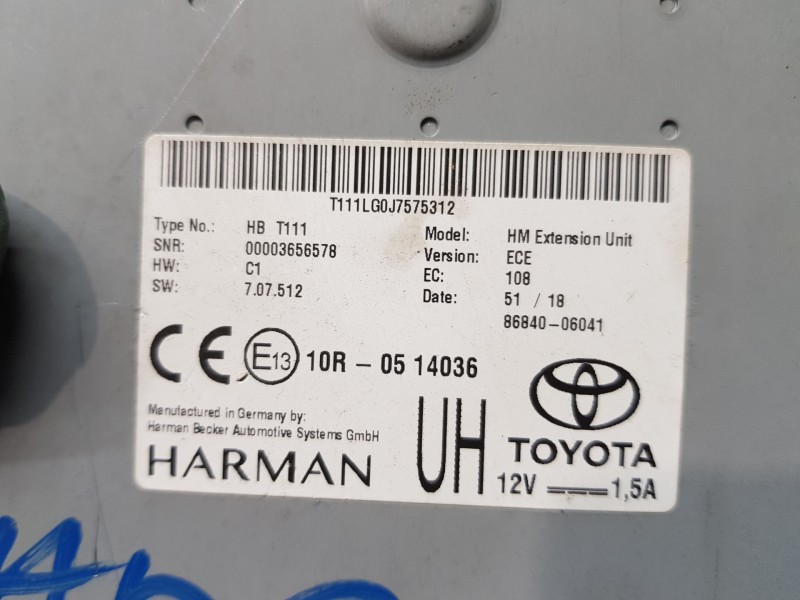 T111LG0J7575312
Type No.: HB T111
SNR: 00003656578
HW: C1
SW: 7.07.512
Model: HM Extension Unit
Version: ECE
EC: 108
Date: 51 / 18
86840-06041
CE E13 10R - 05 14036
Manufactured in Germany by:
Harman Becker Automotive Systems GmbH
HARMAN
UH
TOYOTA
12V 1,5A